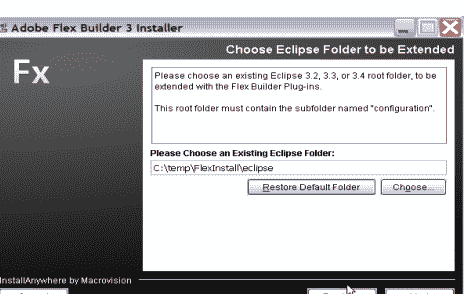 Adobe Flex Builder 3 Installer
Choose Eclipse Folder to be Extended
Fx
Please choose an existing Eclipse 3.2, 3.3, or 3.4 root folder, to be
extended with the Flex Builder Plug-ins.
This root folder must contain the subfolder named "configuration".
Please Choose an Existing Eclipse Folder:
C:\temp\FlexInstall\eclipse
Restore Default Folder
Choose...
InstallAnywhere by Macrovision